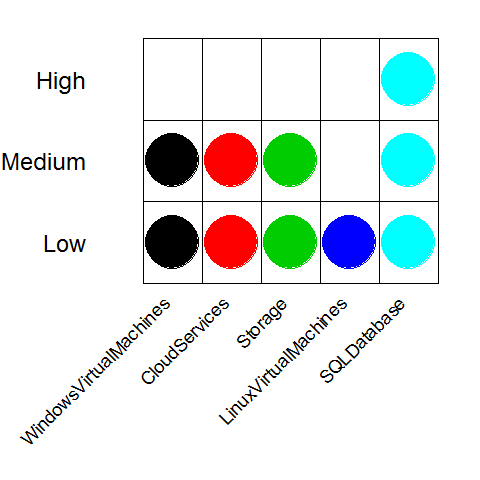 High
Medium
Low
WindowsVirtualMachines
CloudServices
Storage
LinuxVirtualMachines
SQLDatabase